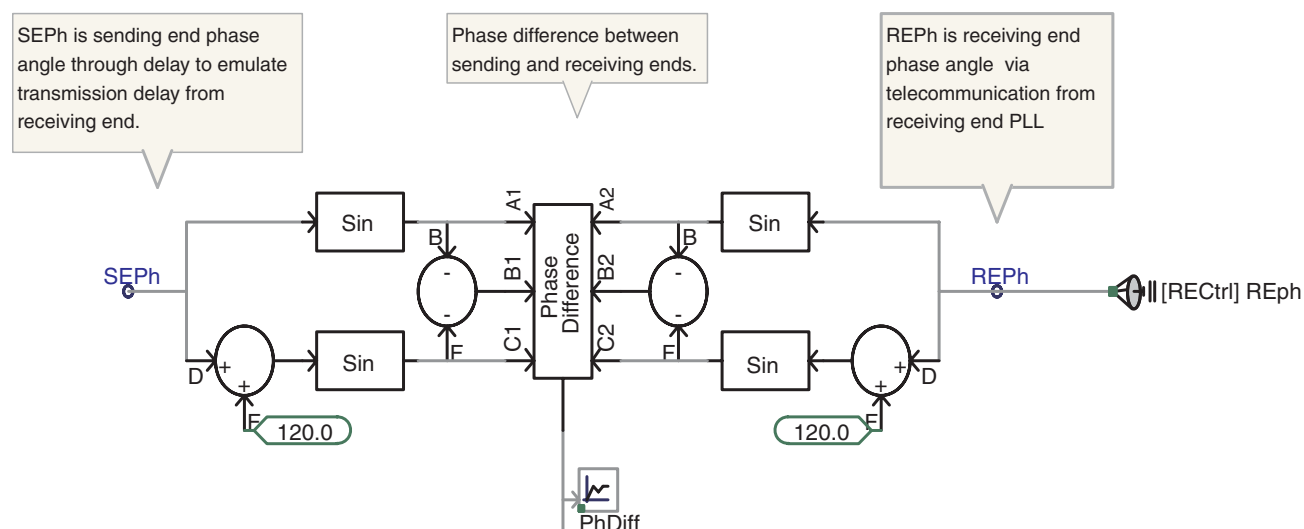 SEPh is sending end phase
angle through delay to emulate
transmission delay from
receiving end.
Phase difference between
sending and receiving ends.
REPh is receiving end
phase angle via
telecommunication from
receiving end PLL
Sin
A1
A2
Sin
B
B
-
-
SEPh
B1
Phase
Difference
B2
REPh
[RECtrl] REph
-
-
F
F
D
+
+
Sin
C1
C2
Sin
+
+
D
F
120.0
120.0
F
PhDiff